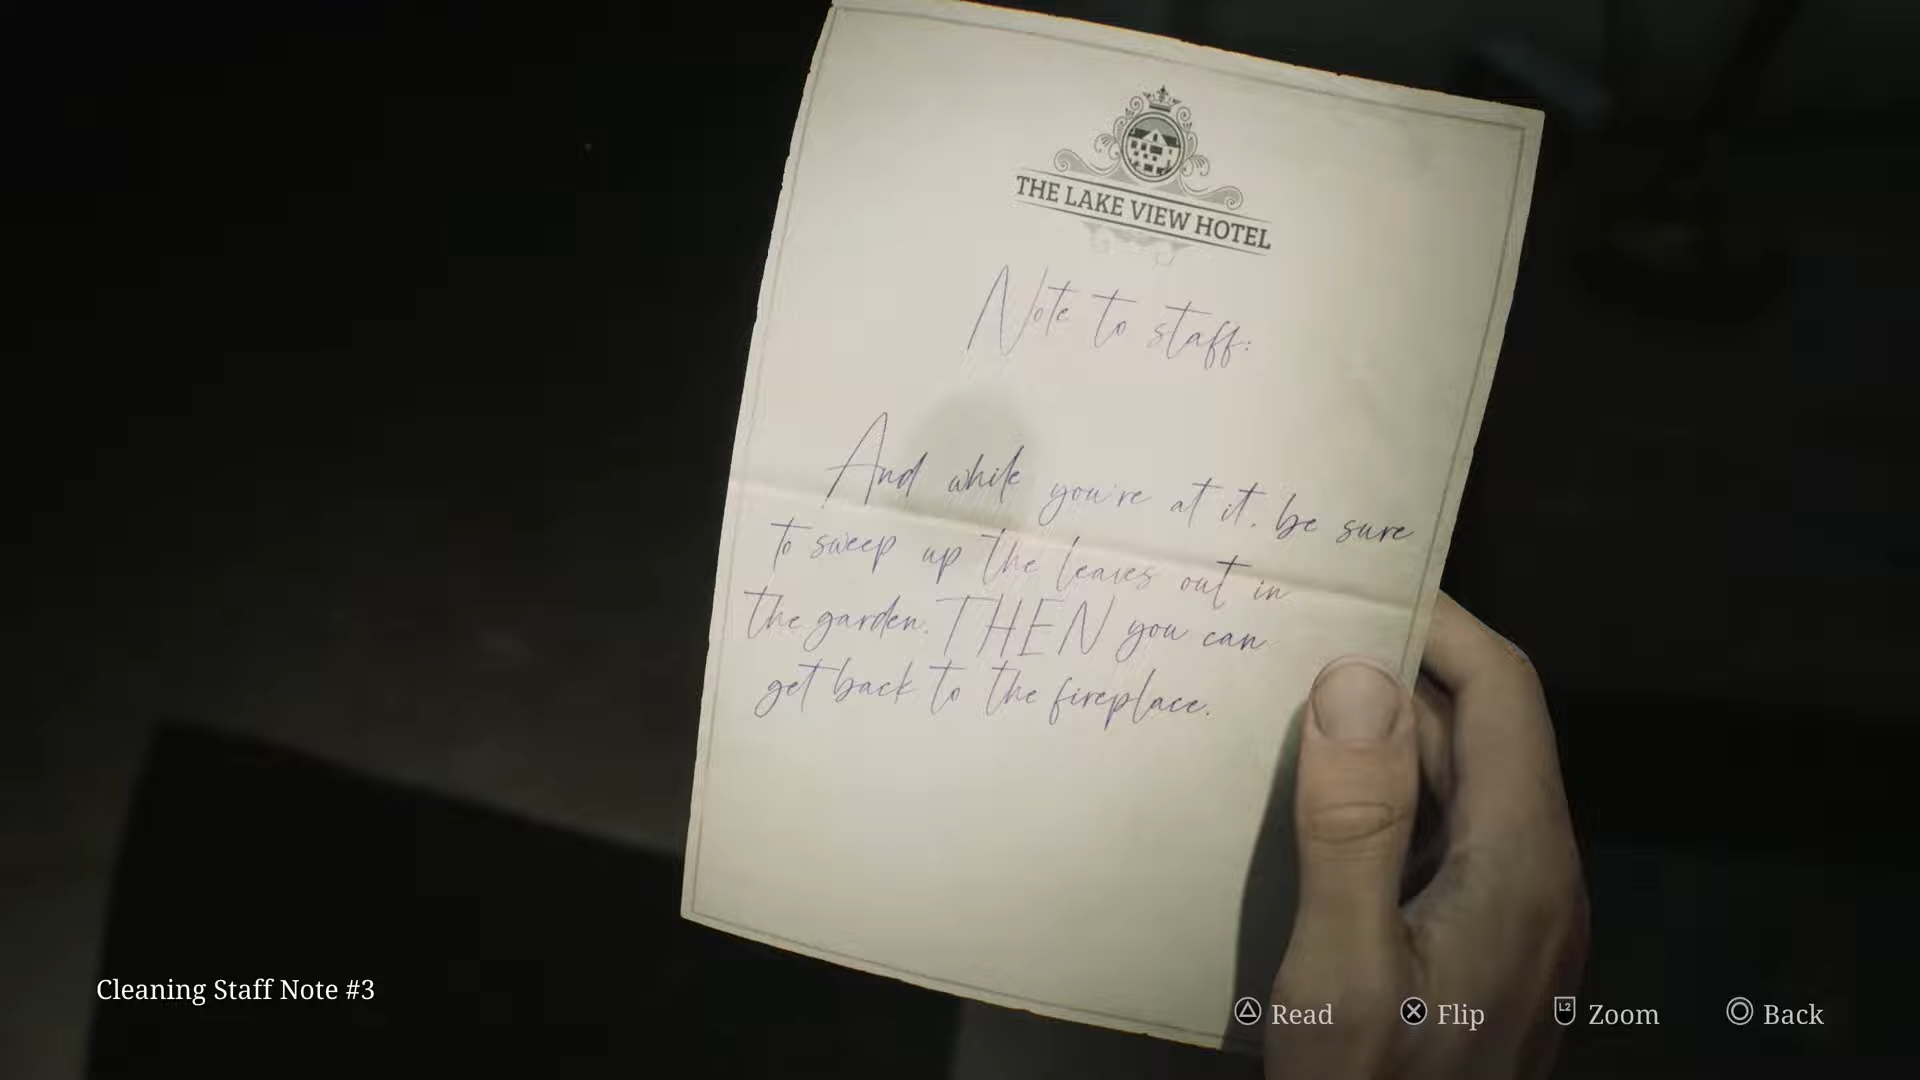 THE LAKE VIEW HOTEL
Note to staff:
And while you're at it, be sure
to sweep up the leaves out in
the garden. THEN you can
get back to the fireplace.
Cleaning Staff Note #3
Read
Flip
L2
Zoom
Back